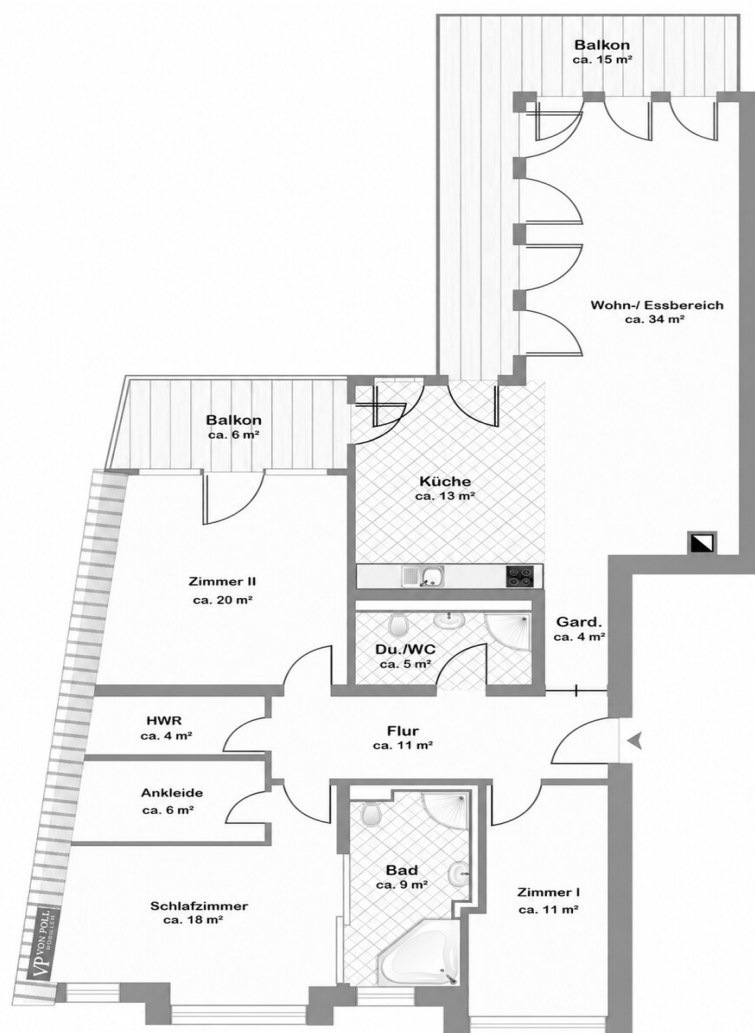 Balkon
ca. 15 m²
Wohn-/ Essbereich
ca. 34 m²
Balkon
ca. 6 m²
Küche
ca. 13 m²
Zimmer II
ca. 20 m²
Gard.
ca. 4 m²
Du./WC
ca. 5 m²
HWR
ca. 4 m²
Flur
ca. 11 m²
Ankleide
ca. 6 m²
Bad
ca. 9 m²
Zimmer I
ca. 11 m²
Schlafzimmer
ca. 18 m²
VP VON POLL
IMMOBILIEN